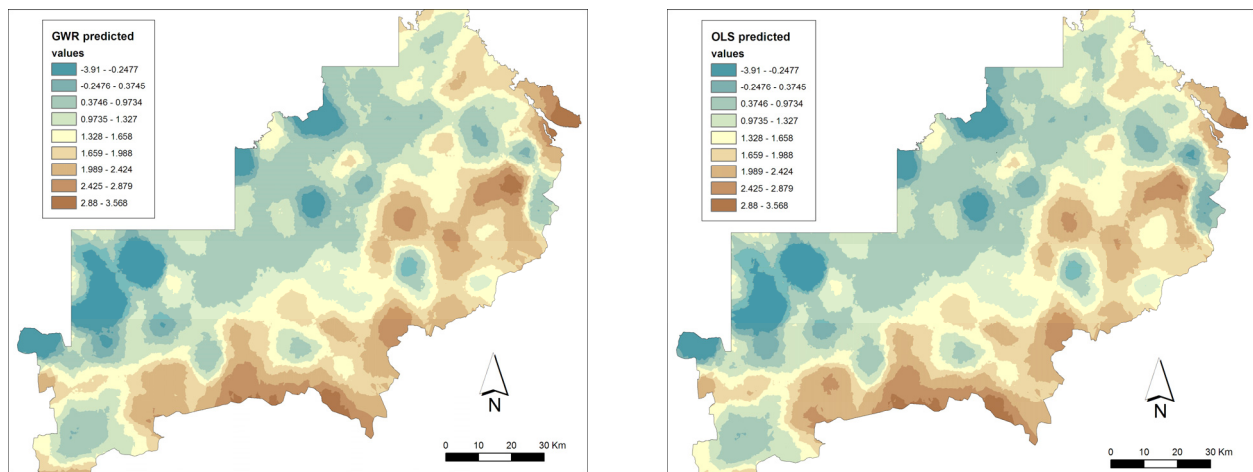 GWR predicted
values
-3.91 - -0.2477
-0.2476 - 0.3745
0.3746 - 0.9734
0.9735 - 1.327
1.328 - 1.658
1.659 - 1.988
1.989 - 2.424
2.425 - 2.879
2.88 - 3.568
N
0 10 20 30 Km
OLS predicted
values
-3.91 - -0.2477
-0.2476 - 0.3745
0.3746 - 0.9734
0.9735 - 1.327
1.328 - 1.658
1.659 - 1.988
1.989 - 2.424
2.425 - 2.879
2.88 - 3.568
N
0 10 20 30 Km